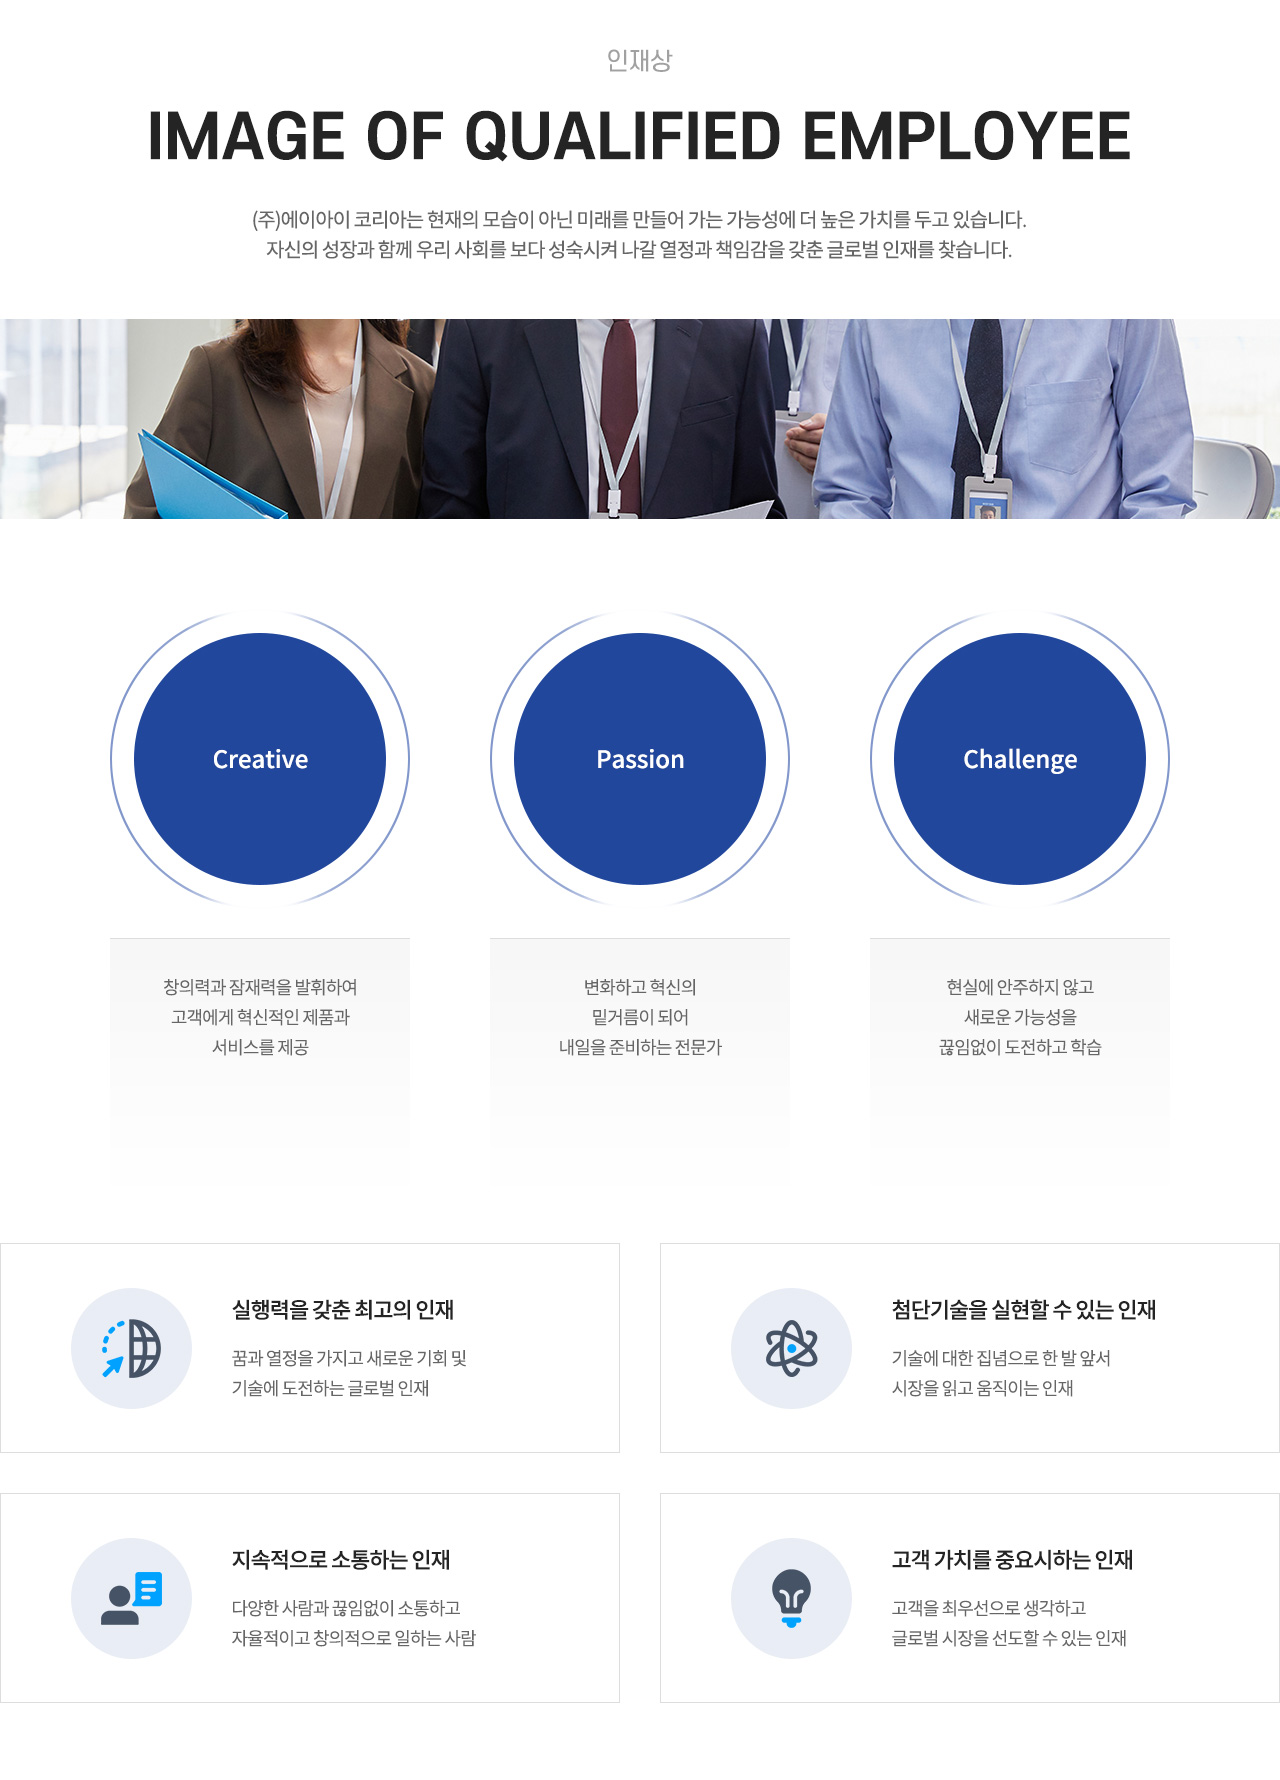 인재상
IMAGE OF QUALIFIED EMPLOYEE
(주)에이아이 코리아는 현재의 모습이 아닌 미래를 만들어 가는 가능성에 더 높은 가치를 두고 있습니다.
자신의 성장과 함께 우리 사회를 보다 성숙시켜 나갈 열정과 책임감을 갖춘 글로벌 인재를 찾습니다.
Creative
Passion
Challenge
창의력과 잠재력을 발휘하여
고객에게 혁신적인 제품과
서비스를 제공
변화하고 혁신의
밑거름이 되어
내일을 준비하는 전문가
현실에 안주하지 않고
새로운 가능성을
끊임없이 도전하고 학습
실행력을 갖춘 최고의 인재
꿈과 열정을 가지고 새로운 기회 및
기술에 도전하는 글로벌 인재
첨단기술을 실현할 수 있는 인재
기술에 대한 집념으로 한 발 앞서
시장을 읽고 움직이는 인재
지속적으로 소통하는 인재
다양한 사람과 끊임없이 소통하고
자율적이고 창의적으로 일하는 사람
고객 가치를 중요시하는 인재
고객을 최우선으로 생각하고
글로벌 시장을 선도할 수 있는 인재